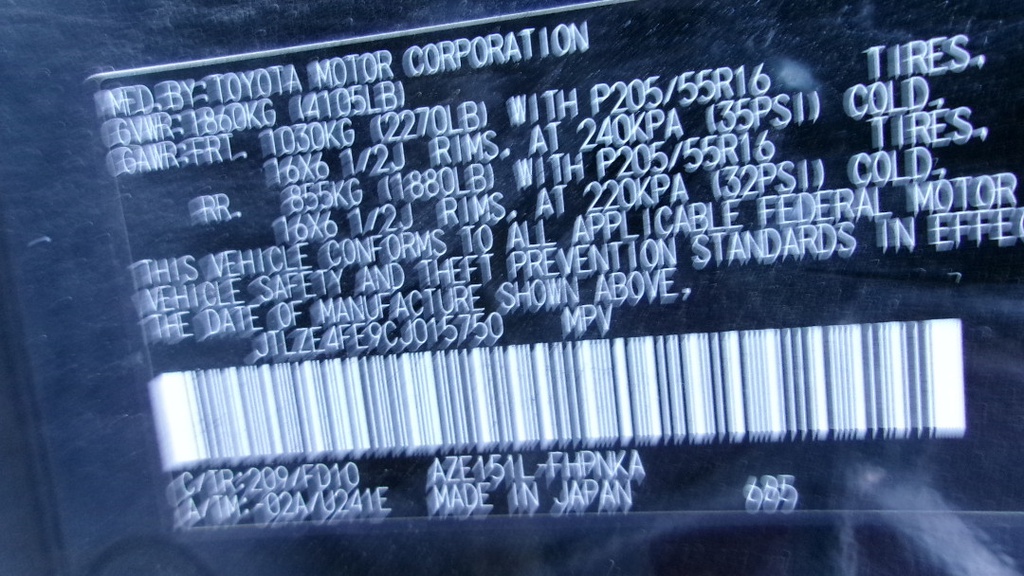 MFD. BY: TOYOTA MOTOR CORPORATION
GVWR: 1860KG (4105LB)
GAWR: FRT. 1030KG (2270LB) WITH P205/55R16 TIRES,
16X6 1/2J RIMS, AT 240KPA (35PSI) COLD.
RR. 855KG (1880LB) WITH P205/55R16 TIRES,
16X6 1/2J RIMS, AT 220KPA (32PSI) COLD.
THIS VEHICLE CONFORMS TO ALL APPLICABLE FEDERAL MOTOR
VEHICLE SAFETY AND THEFT PREVENTION STANDARDS IN EFFEC
THE DATE OF MANUFACTURE SHOWN ABOVE.
JTLZE4FE9CJ015750 MPV
C/TR: 209/FD10 AZE151L-FHPNKA
A/TM: -02A/U241E MADE IN JAPAN 685